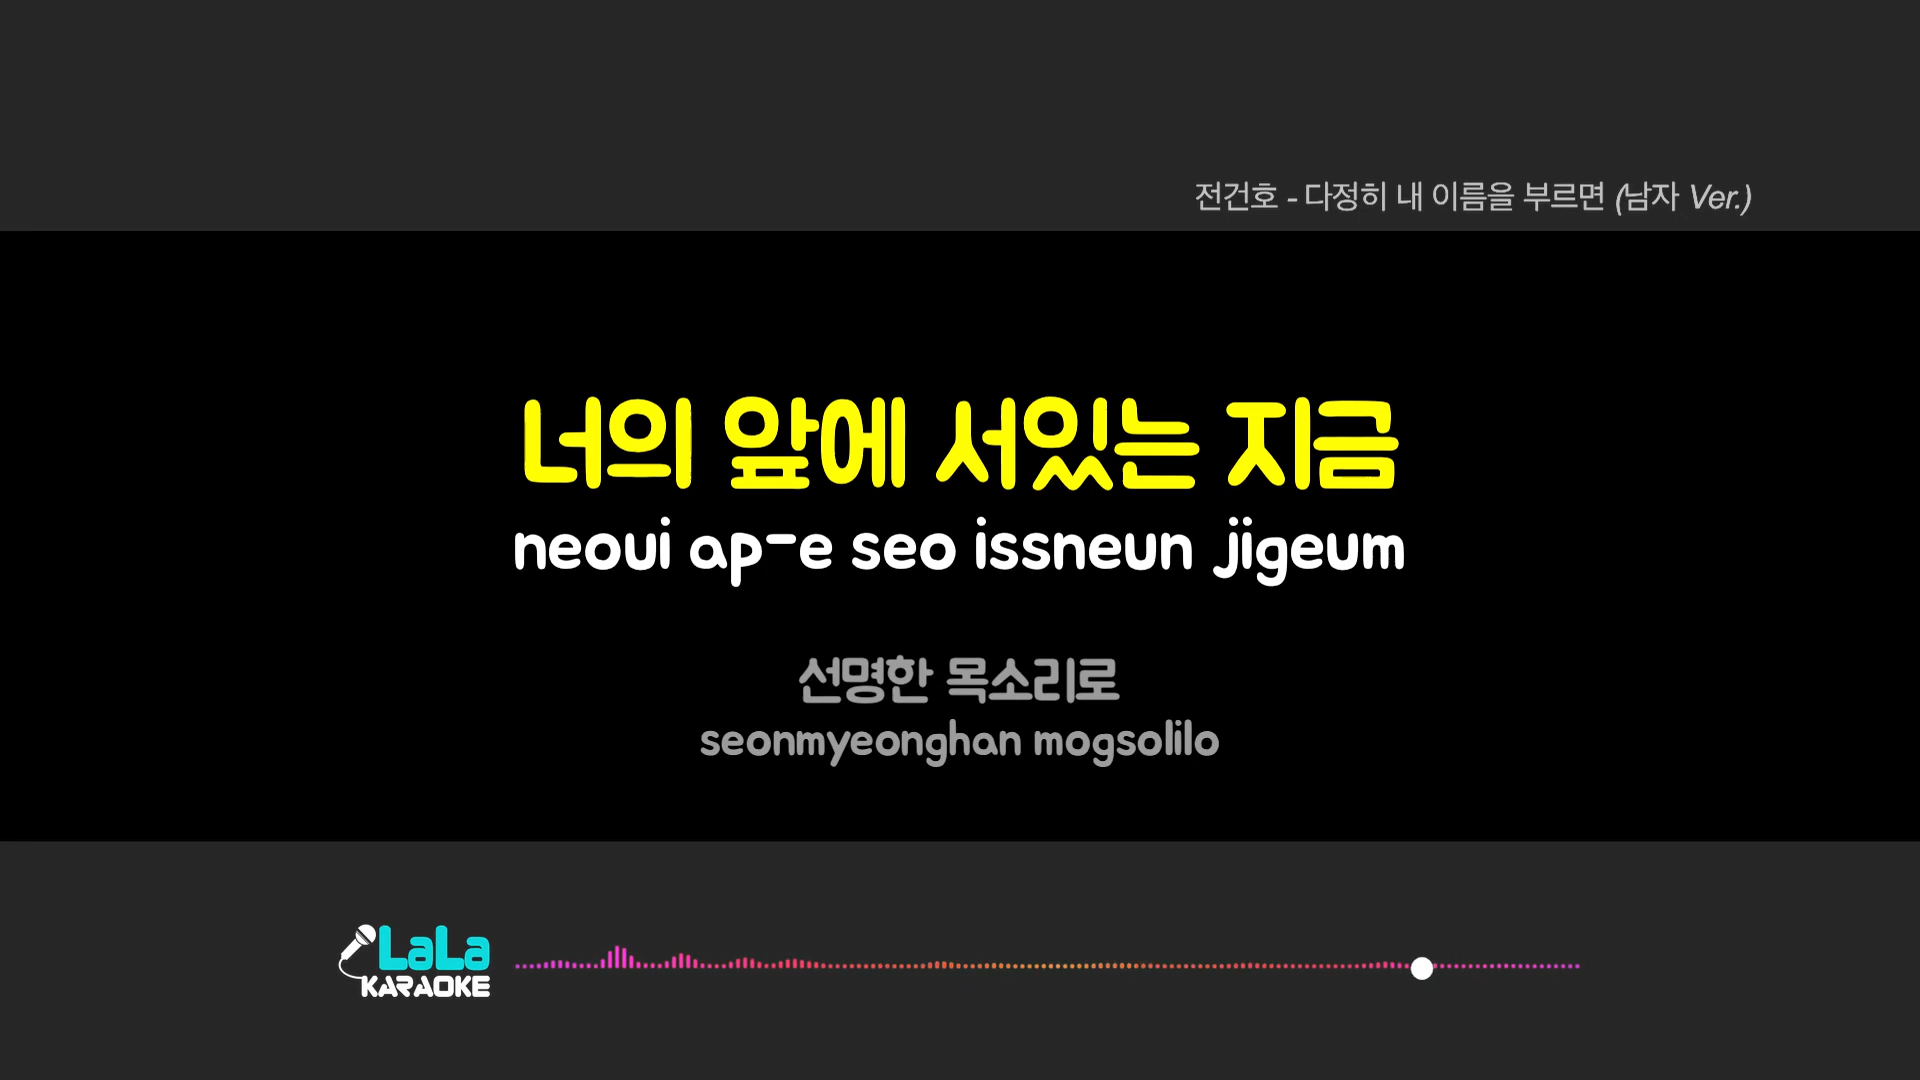 전건호 - 다정히 내 이름을 부르면 (남자 Ver.)
너의 앞에 서있는 지금
neoui ap-e seo issneun jigeum
선명한 목소리로
seonmyeonghan mogsolilo
LaLa
KARAOKE